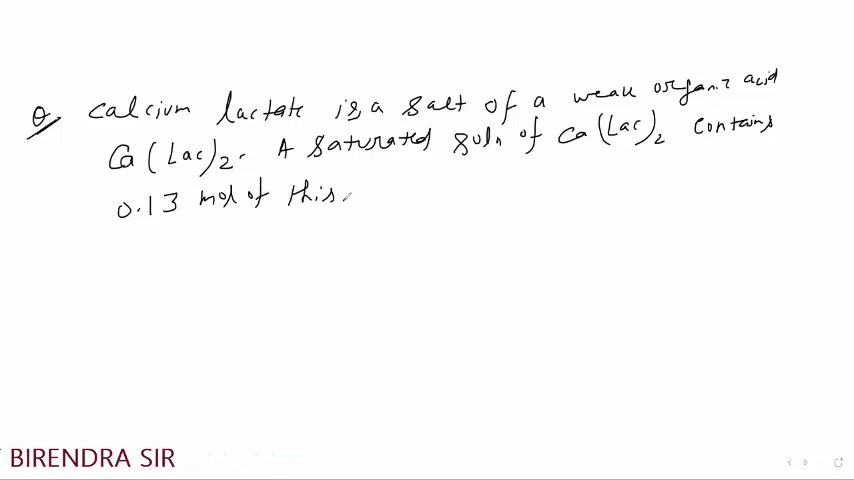 Q. Calcium lactate is a salt of a weak organic acid
Ca(Lac)2. A saturated soln of Ca(Lac)2 contains
0.13 mol of this
BIRENDRA SIR
8